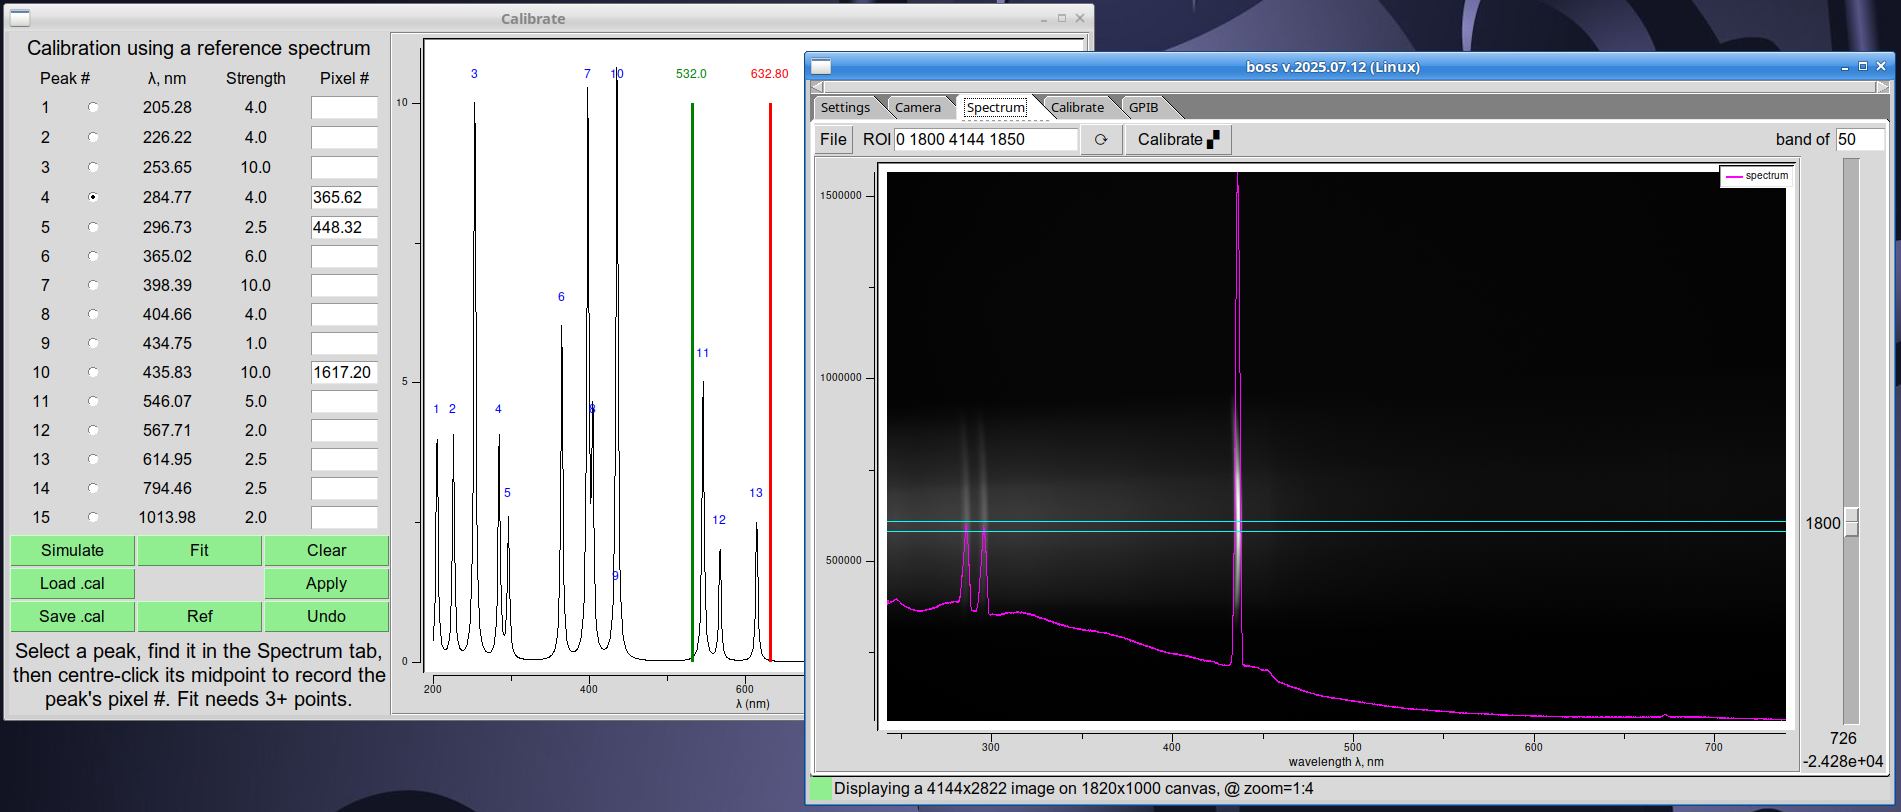 Calibrate
Calibration using a reference spectrum
Peak # λ, nm Strength Pixel #
1 205.28 4.0
2 226.22 4.0
3 253.65 10.0
4 284.77 4.0 365.62
5 296.73 2.5 448.32
6 365.02 6.0
7 398.39 10.0
8 404.66 4.0
9 434.75 1.0
10 435.83 10.0 1617.20
11 546.07 5.0
12 567.71 2.0
13 614.95 2.5
14 794.46 2.5
15 1013.98 2.0
Simulate Fit Clear
Load .cal Apply
Save .cal Ref Undo
Select a peak, find it in the Spectrum tab,
then centre-click its midpoint to record the
peak's pixel #. Fit needs 3+ points.
3 7 10 532.0 632.80
10
6
11
5
1 2 4 8
5 13
12
9
0
200 400 600
λ (nm)
boss v.2025.07.12 (Linux)
Settings Camera Spectrum Calibrate GPIB
File ROI 0 1800 4144 1850 Calibrate band of 50
spectrum
1500000
1000000
500000
1800
300 400 500 600 700
wavelength λ, nm
726
-2.428e+04
Displaying a 4144x2822 image on 1820x1000 canvas, @ zoom=1:4